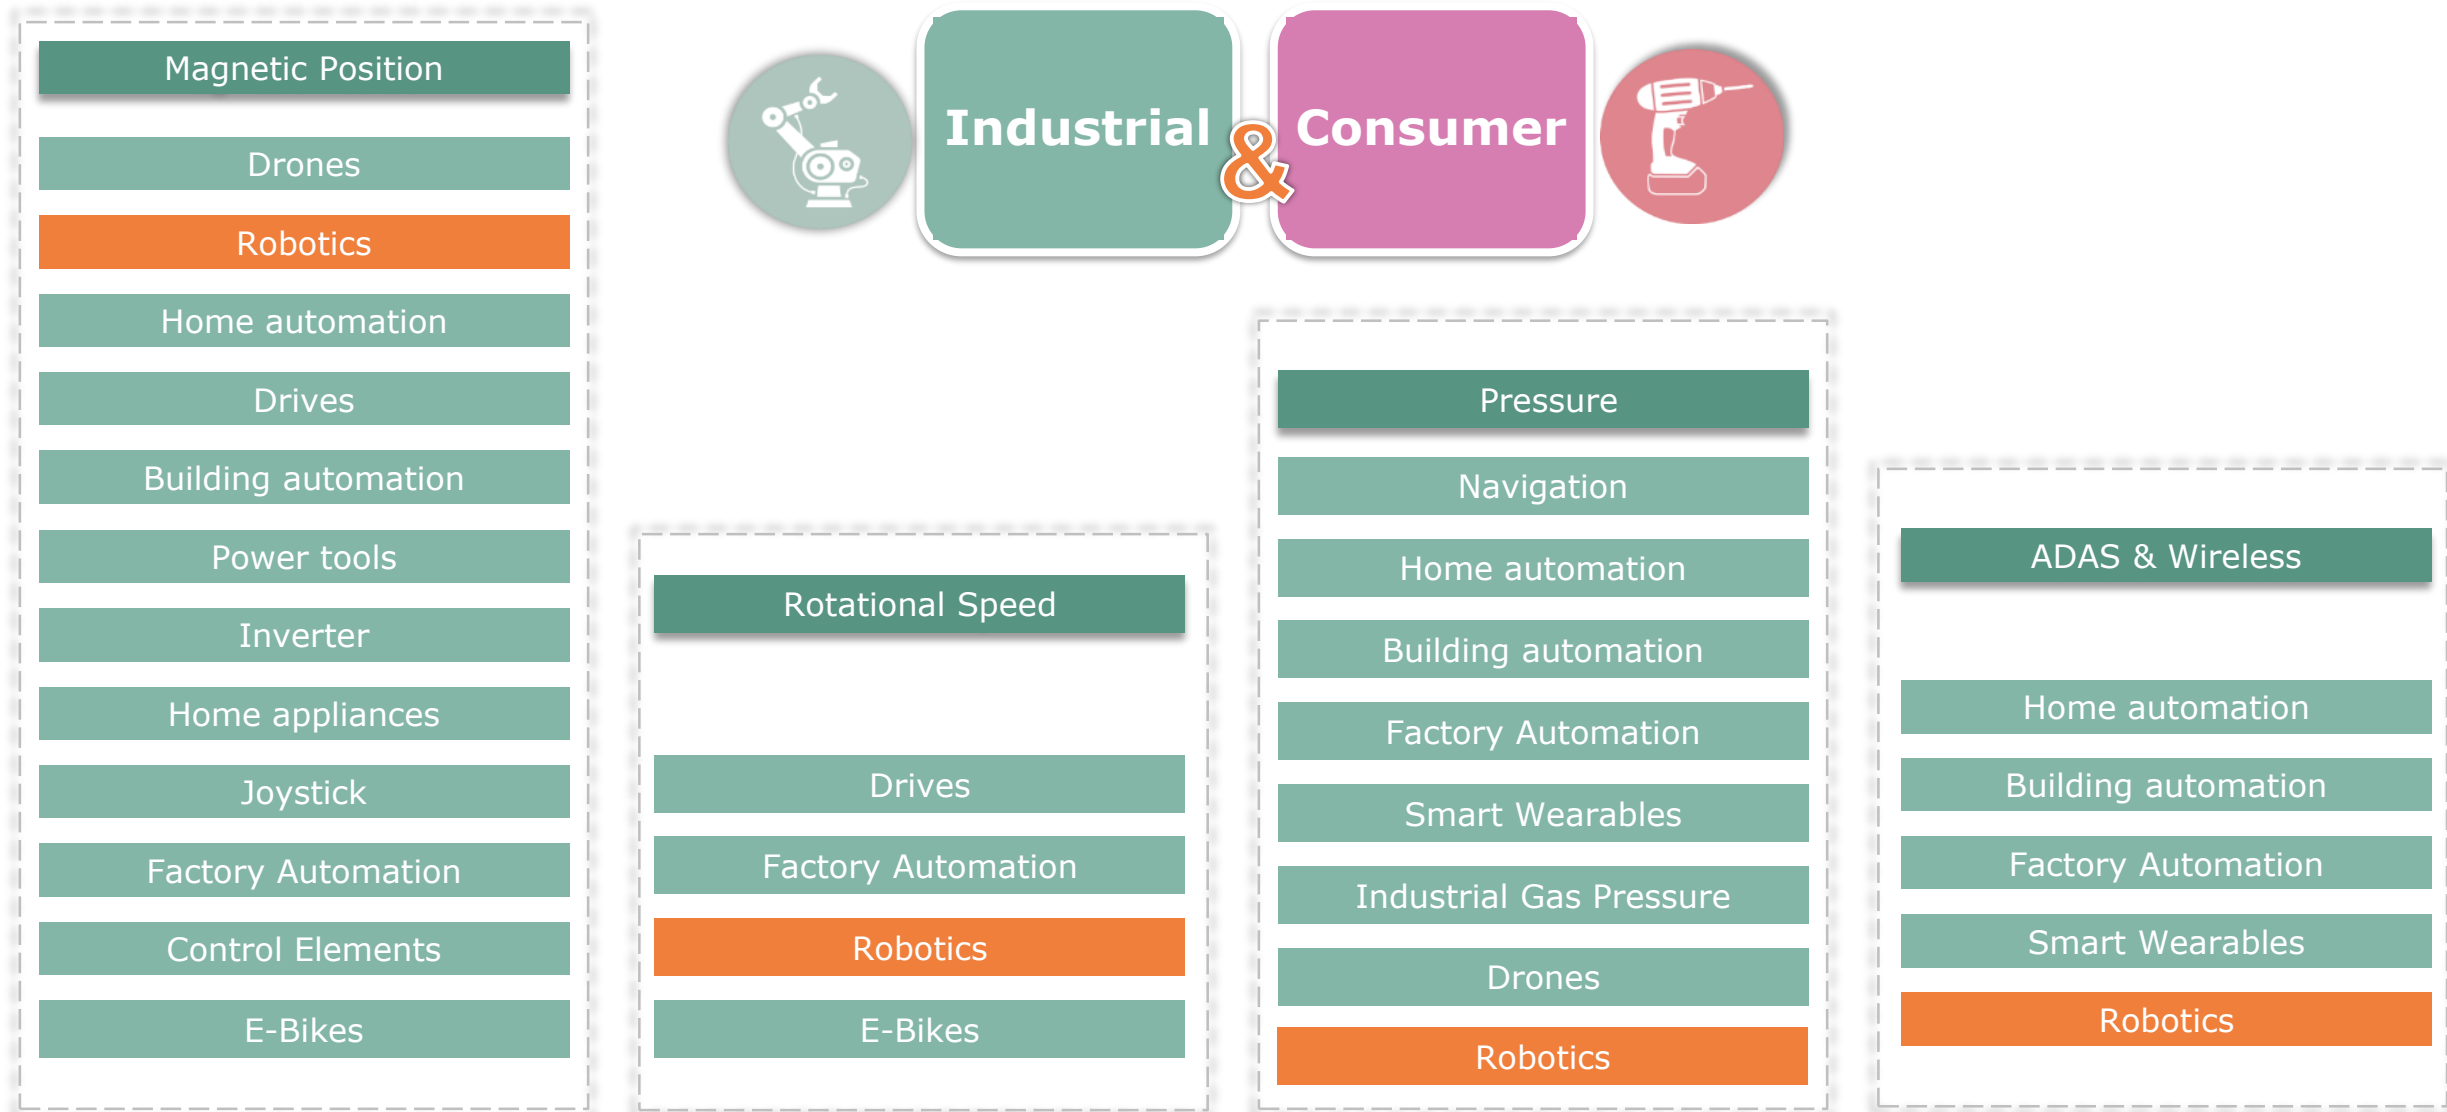 Industrial
&
Consumer
Magnetic Position
Drones
Robotics
Home automation
Drives
Building automation
Power tools
Inverter
Home appliances
Joystick
Factory Automation
Control Elements
E-Bikes
Rotational Speed
Drives
Factory Automation
Robotics
E-Bikes
Pressure
Navigation
Home automation
Building automation
Factory Automation
Smart Wearables
Industrial Gas Pressure
Drones
Robotics
ADAS & Wireless
Home automation
Building automation
Factory Automation
Smart Wearables
Robotics